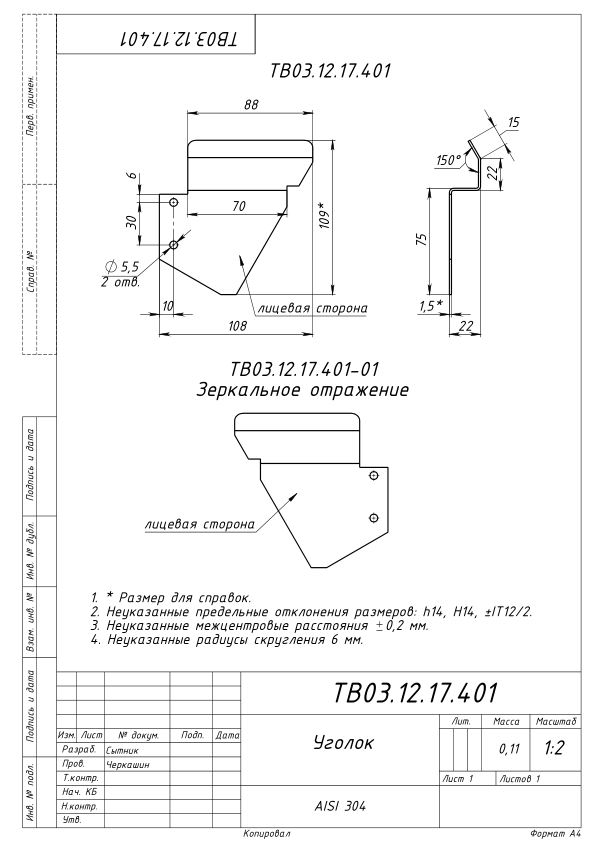 ТВ03.12.17.401
ТВ03.12.17.401
88
15
150°
22
6
30
70
109*
75
∅ 5,5
2 отв.
10
лицевая сторона
1,5*
108
22
ТВ03.12.17.401-01
Зеркальное отражение
лицевая сторона
1. * Размер для справок.
2. Неуказанные предельные отклонения размеров: h14, H14, ±IT12/2.
3. Неуказанные межцентровые расстояния ±0,2 мм.
4. Неуказанные радиусы скругления 6 мм.
Перв. примен.
Справ. №
Подпись и дата
Инв. № дубл.
Взам. инв. №
Подпись и дата
Инв. № подл.
ТВ03.12.17.401
Изм. Лист № докум. Подп. Дата
Разраб. Сытник
Пров. Черкашин
Т.контр.
Нач. КБ
Н.контр.
Утв.
Уголок
Лит. Масса Масштаб
0,11 1:2
Лист 1 Листов 1
AISI 304
Копировал Формат А4